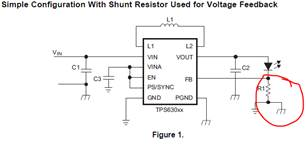 Simple Configuration With Shunt Resistor Used for Voltage Feedback
L1
L1
L2
VIN
VIN
VOUT
C1
VINA
C3
EN
FB
C2
R1
PS/SYNC
GND
PGND
TPS630xx
Figure 1.